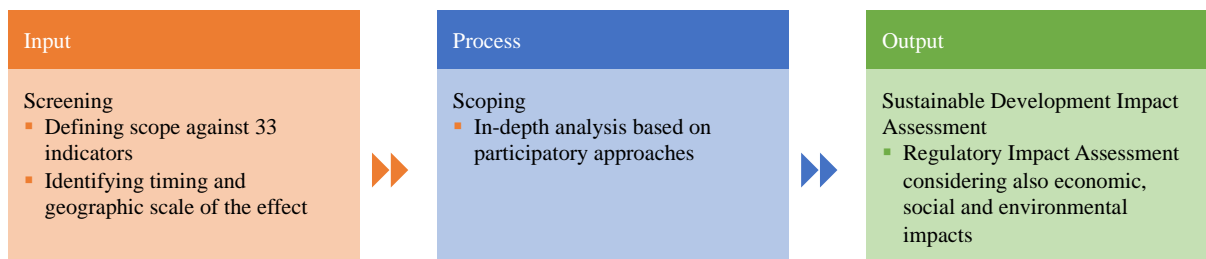 Input
Screening
▪ Defining scope against 33
indicators
▪ Identifying timing and
geographic scale of the effect
Process
Scoping
▪ In-depth analysis based on
participatory approaches
Output
Sustainable Development Impact
Assessment
▪ Regulatory Impact Assessment
considering also economic,
social and environmental
impacts